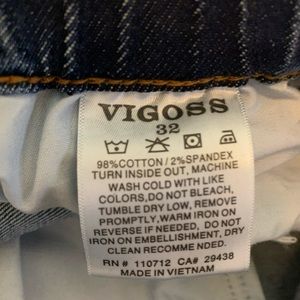 VIGOSS
32
98%COTTON / 2%SPANDEX
TURN INSIDE OUT, MACHINE
WASH COLD WITH LIKE
COLORS, DO NOT BLEACH,
TUMBLE DRY LOW, REMOVE
PROMPTLY, WARM IRON ON
REVERSE IF NEEDED, DO NOT
IRON ON EMBELLISHMENT, DRY
CLEAN RECOMMENDED.
RN # 110712 CA# 29438
MADE IN VIETNAM